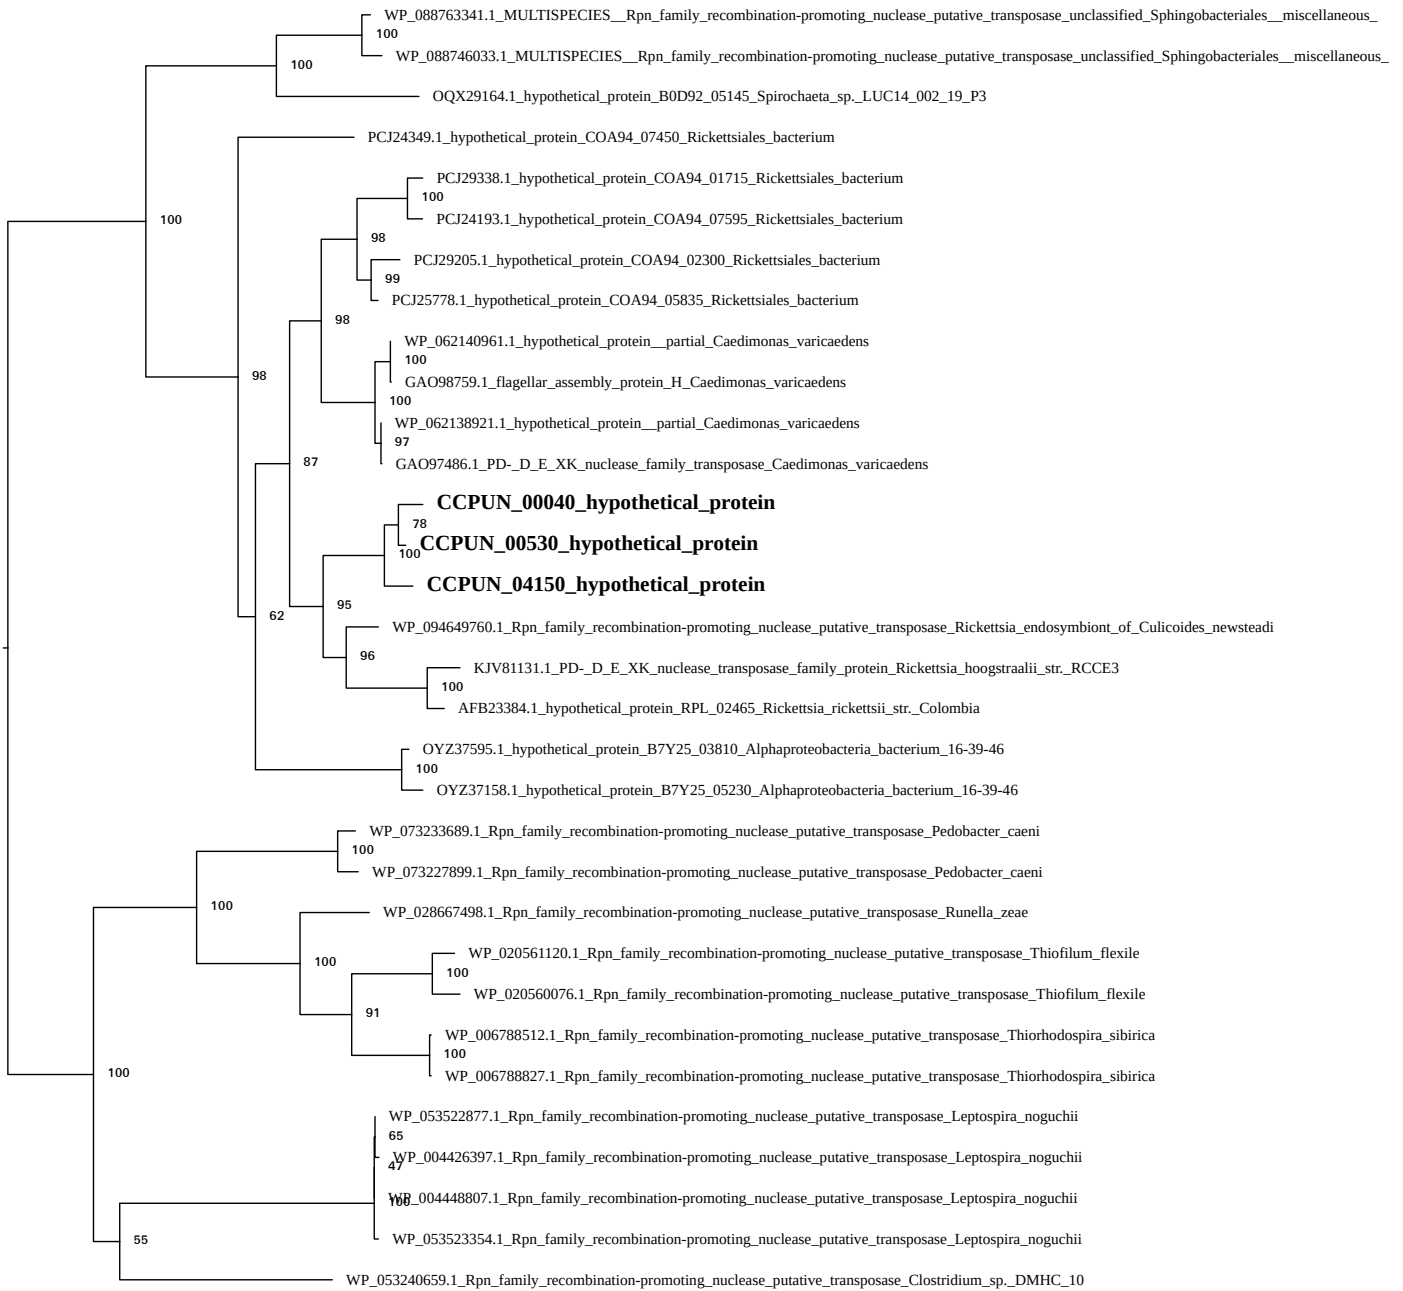 WP_088763341.1_MULTISPECIES__Rpn_family_recombination-promoting_nuclease_putative_transposase_unclassified_Sphingobacteriales__miscellaneous_
100
WP_088746033.1_MULTISPECIES__Rpn_family_recombination-promoting_nuclease_putative_transposase_unclassified_Sphingobacteriales__miscellaneous_
100
OQX29164.1_hypothetical_protein_B0D92_05145_Spirochaeta_sp._LUC14_002_19_P3
PCJ24349.1_hypothetical_protein_COA94_07450_Rickettsiales_bacterium
PCJ29338.1_hypothetical_protein_COA94_01715_Rickettsiales_bacterium
100
PCJ24193.1_hypothetical_protein_COA94_07595_Rickettsiales_bacterium
100
98
PCJ29205.1_hypothetical_protein_COA94_02300_Rickettsiales_bacterium
99
PCJ25778.1_hypothetical_protein_COA94_05835_Rickettsiales_bacterium
98
WP_062140961.1_hypothetical_protein__partial_Caedimonas_varicaedens
100
98
GAO98759.1_flagellar_assembly_protein_H_Caedimonas_varicaedens
100
WP_062138921.1_hypothetical_protein__partial_Caedimonas_varicaedens
97
87
GAO97486.1_PD-_D_E_XK_nuclease_family_transposase_Caedimonas_varicaedens
CCPUN_00040_hypothetical_protein
78
CCPUN_00530_hypothetical_protein
100
CCPUN_04150_hypothetical_protein
95
62
WP_094649760.1_Rpn_family_recombination-promoting_nuclease_putative_transposase_Rickettsia_endosymbiont_of_Culicoides_newsteadi
96
KJV81131.1_PD-_D_E_XK_nuclease_transposase_family_protein_Rickettsia_hoogstraalii_str._RCCE3
100
AFB23384.1_hypothetical_protein_RPL_02465_Rickettsia_rickettsii_str._Colombia
OYZ37595.1_hypothetical_protein_B7Y25_03810_Alphaproteobacteria_bacterium_16-39-46
100
OYZ37158.1_hypothetical_protein_B7Y25_05230_Alphaproteobacteria_bacterium_16-39-46
WP_073233689.1_Rpn_family_recombination-promoting_nuclease_putative_transposase_Pedobacter_caeni
100
WP_073227899.1_Rpn_family_recombination-promoting_nuclease_putative_transposase_Pedobacter_caeni
100
WP_028667498.1_Rpn_family_recombination-promoting_nuclease_putative_transposase_Runella_zeae
WP_020561120.1_Rpn_family_recombination-promoting_nuclease_putative_transposase_Thiofilum_flexile
100
100
WP_020560076.1_Rpn_family_recombination-promoting_nuclease_putative_transposase_Thiofilum_flexile
91
WP_006788512.1_Rpn_family_recombination-promoting_nuclease_putative_transposase_Thiorhodospira_sibirica
100
100
WP_006788827.1_Rpn_family_recombination-promoting_nuclease_putative_transposase_Thiorhodospira_sibirica
WP_053522877.1_Rpn_family_recombination-promoting_nuclease_putative_transposase_Leptospira_noguchii
65
WP_004426397.1_Rpn_family_recombination-promoting_nuclease_putative_transposase_Leptospira_noguchii
47
WP_004448807.1_Rpn_family_recombination-promoting_nuclease_putative_transposase_Leptospira_noguchii
100
WP_053523354.1_Rpn_family_recombination-promoting_nuclease_putative_transposase_Leptospira_noguchii
55
WP_053240659.1_Rpn_family_recombination-promoting_nuclease_putative_transposase_Clostridium_sp._DMHC_10